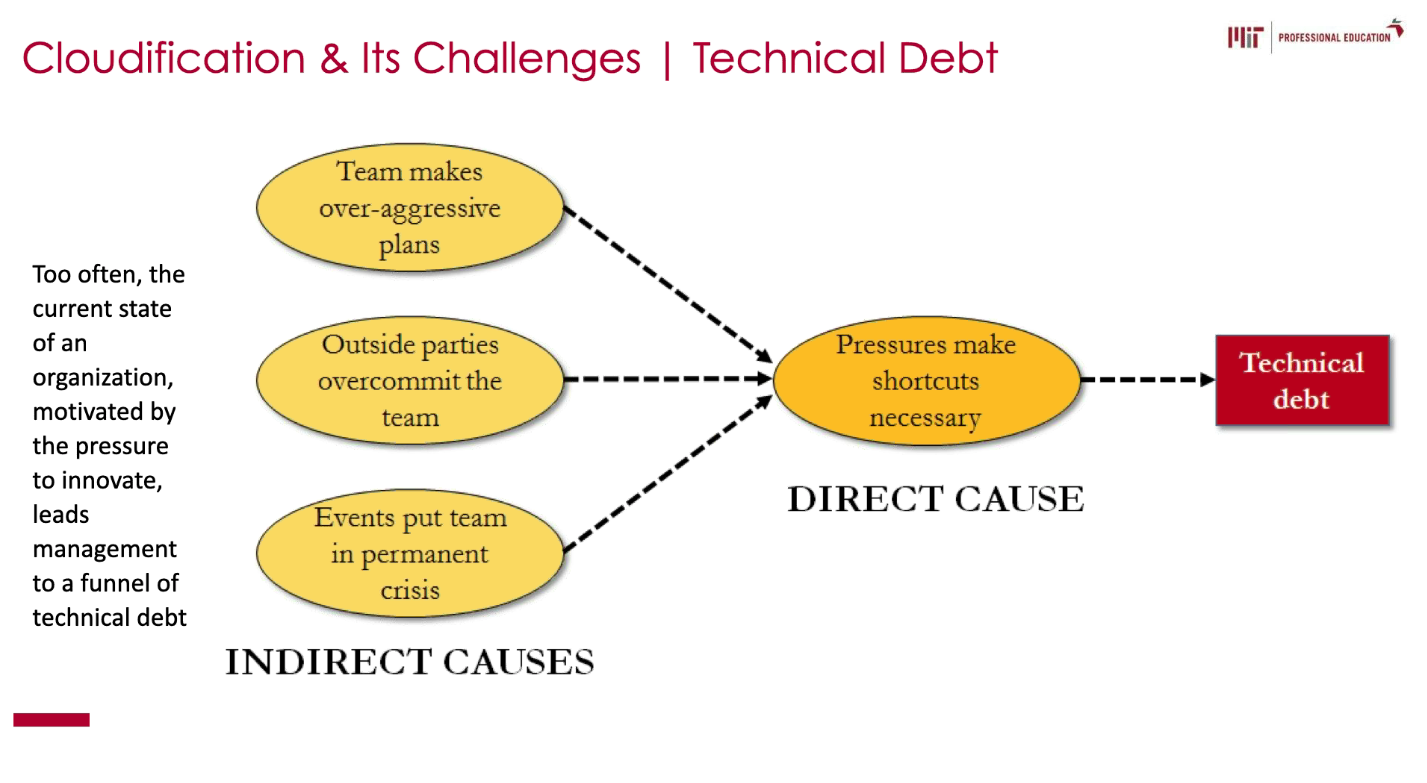 Cloudification & Its Challenges | Technical Debt
MIT PROFESSIONAL EDUCATION
Too often, the
current state
of an
organization,
motivated by
the pressure
to innovate,
leads
management
to a funnel of
technical debt
Team makes
over-aggressive
plans
Outside parties
overcommit the
team
Events put team
in permanent
crisis
INDIRECT CAUSES
Pressures make
shortcuts
necessary
DIRECT CAUSE
Technical
debt